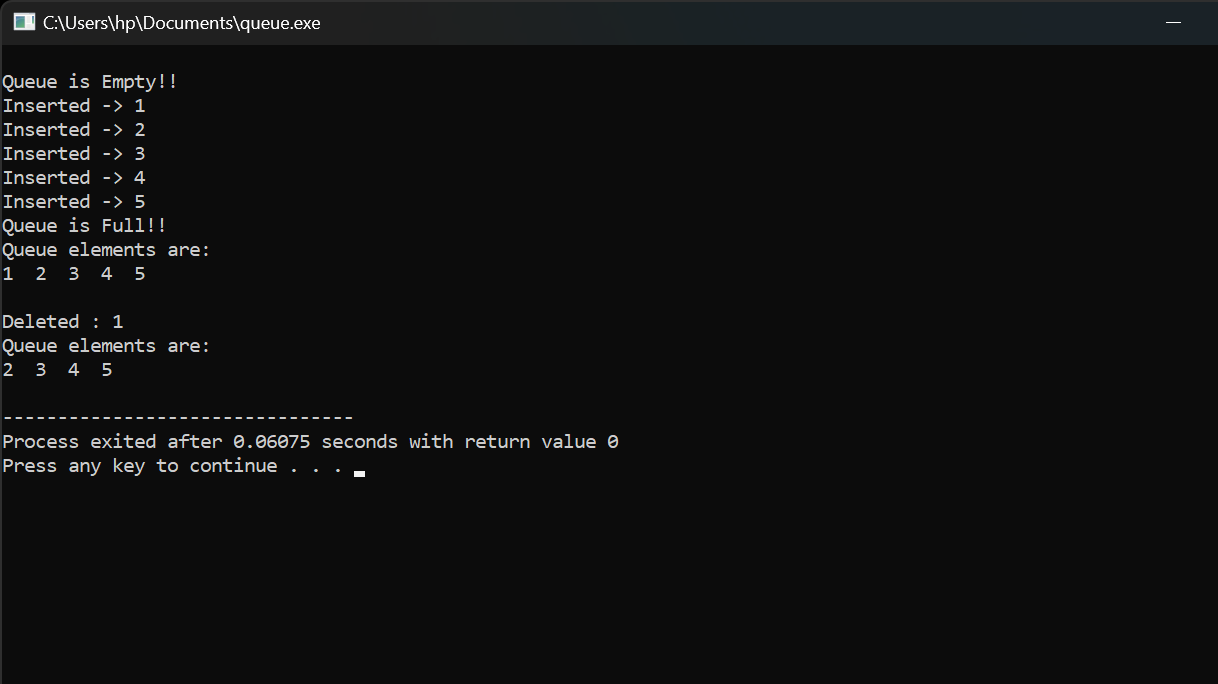 C:\Users\hp\Documents\queue.exe
Queue is Empty!!
Inserted -> 1
Inserted -> 2
Inserted -> 3
Inserted -> 4
Inserted -> 5
Queue is Full!!
Queue elements are:
1  2  3  4  5
Deleted : 1
Queue elements are:
2  3  4  5
--------------------------------
Process exited after 0.06075 seconds with return value 0
Press any key to continue . . .